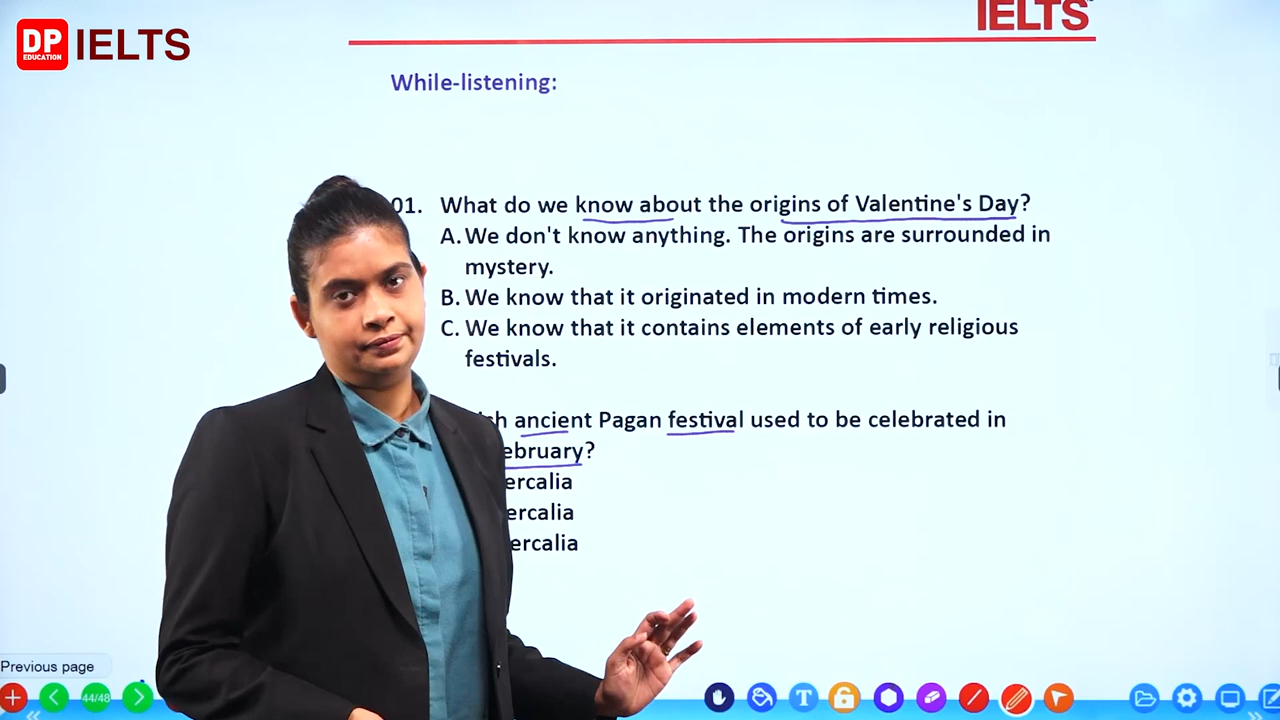 DP
EDUCATION
IELTS
IELTS
While-listening:
01. What do we know about the origins of Valentine's Day?
A. We don't know anything. The origins are surrounded in
mystery.
B. We know that it originated in modern times.
C. We know that it contains elements of early religious
festivals.
ancient Pagan festival used to be celebrated in
ebruary?
ercalia
ercalia
ercalia
Previous page
44/48